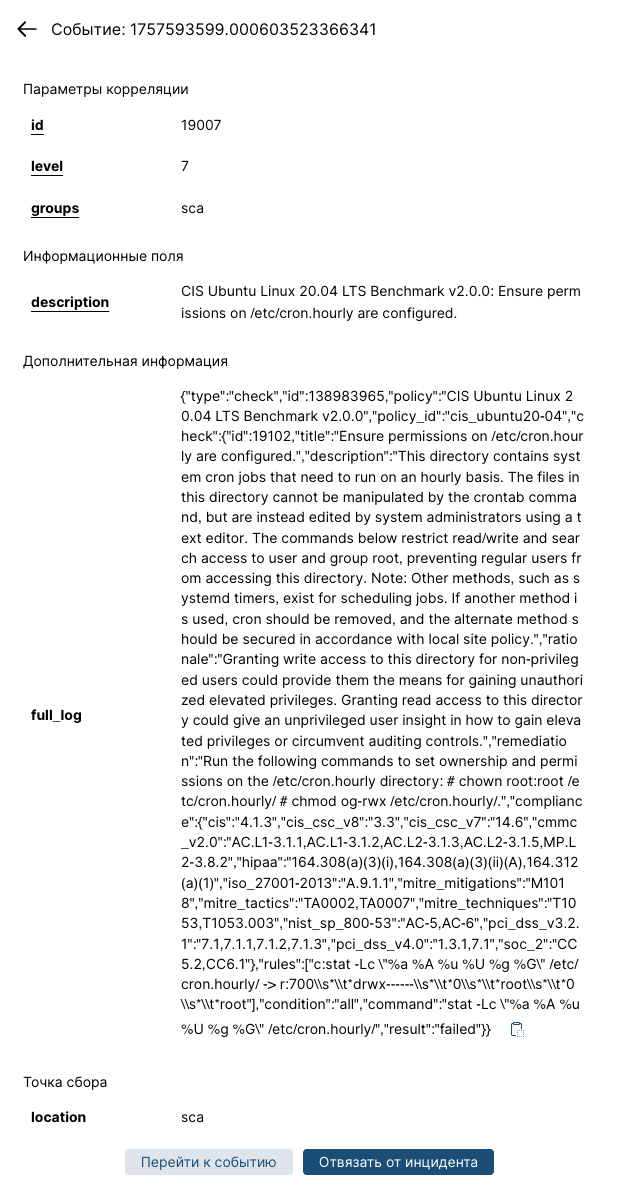 Событие: 1757593599.000603523366341
Параметры корреляции
id 19007
level 7
groups sca
Информационные поля
description
CIS Ubuntu Linux 20.04 LTS Benchmark v2.0.0: Ensure perm
issions on /etc/cron.hourly are configured.
Дополнительная информация
full_log
{"type":"check","id":138983965,"policy":"CIS Ubuntu Linux 2
0.04 LTS Benchmark v2.0.0","policy_id":"cis_ubuntu20-04","c
heck":{"id":19102,"title":"Ensure permissions on /etc/cron.hour
ly are configured.","description":"This directory contains syst
em cron jobs that need to run on an hourly basis. The files in
this directory cannot be manipulated by the crontab comma
nd, but are instead edited by system administrators using a t
ext editor. The commands below restrict read/write and sear
ch access to user and group root, preventing regular users fr
om accessing this directory. Note: Other methods, such as s
ystemd timers, exist for scheduling jobs. If another method i
s used, cron should be removed, and the alternate method s
hould be secured in accordance with local site policy.","ratio
nale":"Granting write access to this directory for non-privileg
ed users could provide them the means for gaining unauthori
zed elevated privileges. Granting read access to this director
y could give an unprivileged user insight in how to gain eleva
ted privileges or circumvent auditing controls.","remediatio
n":"Run the following commands to set ownership and permi
ssions on the /etc/cron.hourly directory: # chown root:root /e
tc/cron.hourly/ # chmod og-rwx /etc/cron.hourly/.","complianc
e":{"cis":"4.1.3","cis_csc_v8":"3.3","cis_csc_v7":"14.6","cmmc
_v2.0":"AC.L1-3.1.1,AC.L1-3.1.2,AC.L2-3.1.3,AC.L2-3.1.5,MP.L
2-3.8.2","hipaa":"164.308(a)(3)(i),164.308(a)(3)(ii)(A),164.312
(a)(1)","iso_27001-2013":"A.9.1.1","mitre_mitigations":"M101
8","mitre_tactics":"TA0002,TA0007","mitre_techniques":"T10
53,T1053.003","nist_sp_800-53":"AC-5,AC-6","pci_dss_v3.2.
1":"7.1,7.1.1,7.1.2,7.1.3","pci_dss_v4.0":"1.3.1,7.1","soc_2":"CC
5.2,CC6.1"},"rules":["c:stat -Lc \"%a %A %u %U %g %G\" /etc/
cron.hourly/ -> r:700\\s*\\t*drwx------\\s*\\t*0\\s*\\t*root\\s*\\t*0
\\s*\\t*root"],"condition":"all","command":"stat -Lc \"%a %A %u
%U %g %G\" /etc/cron.hourly/","result":"failed"}}
Точка сбора
location sca
Перейти к событию Отвязать от инцидента